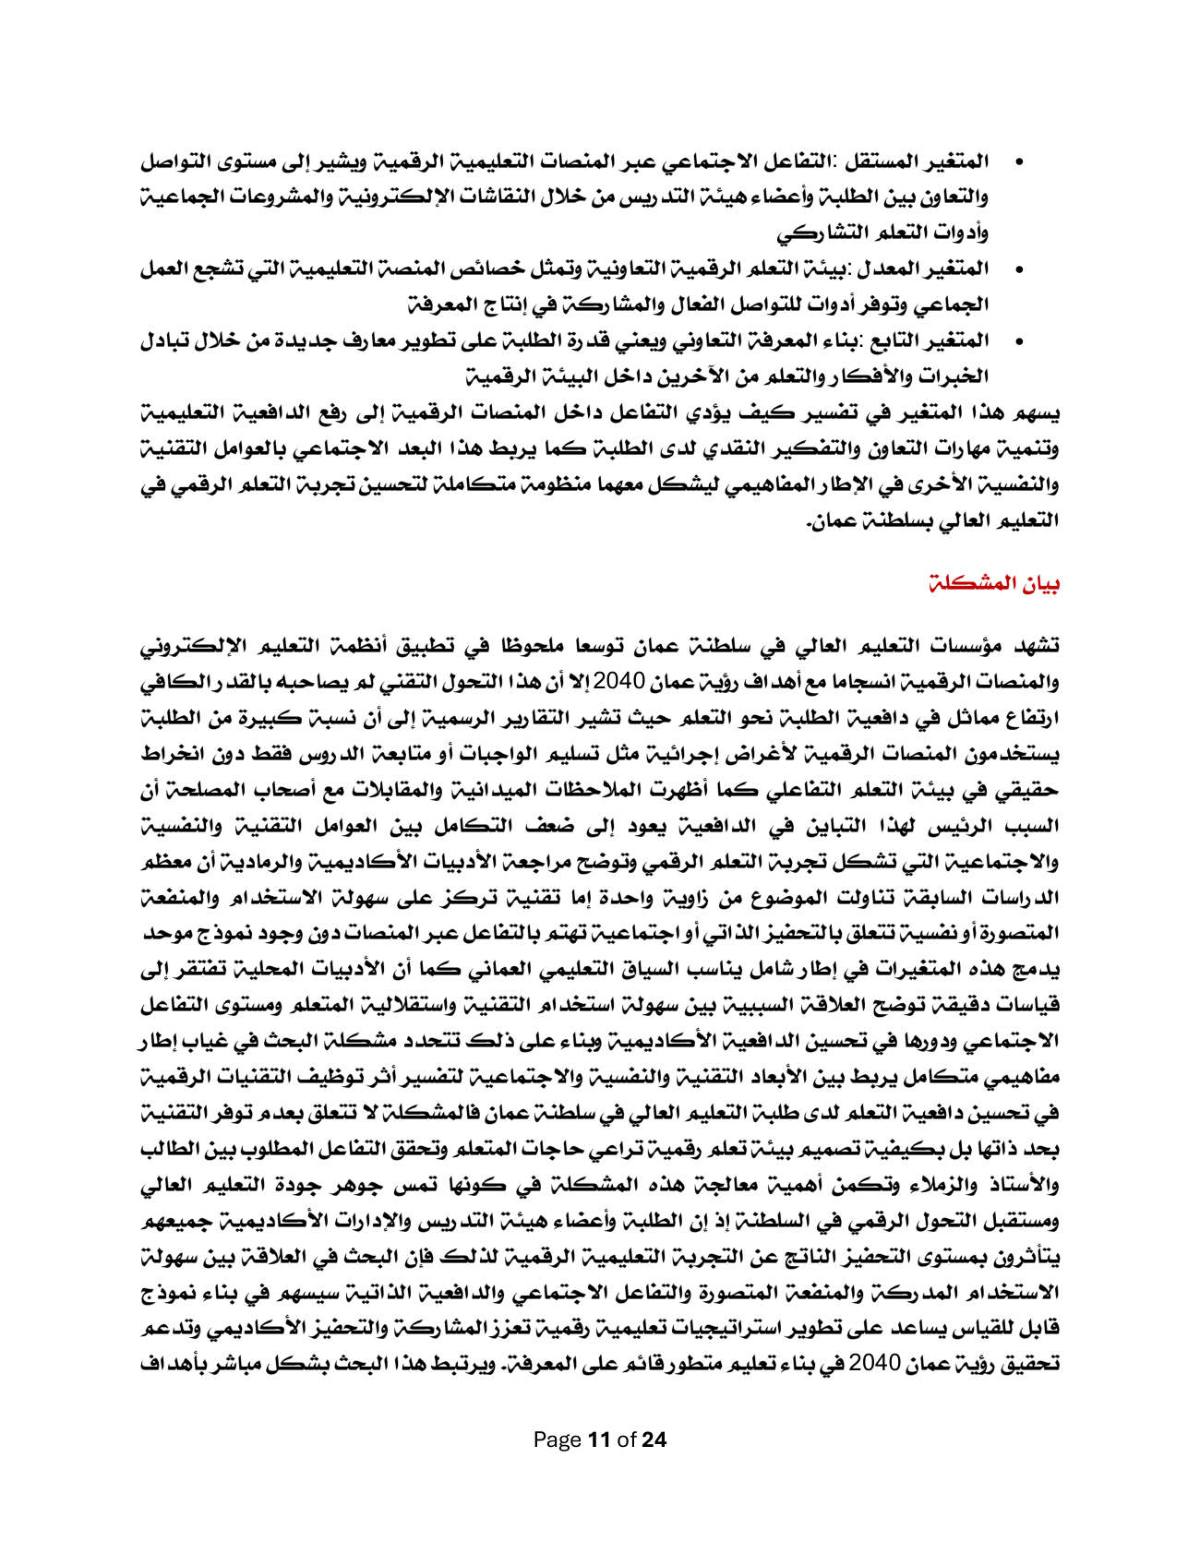 • المتغير المستقل :التفاعل الاجتماعي عبر المنصات التعليمية الرقمية ويشير إلى مستوى التواصل
والتعاون بين الطلبة وأعضاء هيئة التدريس من خلال النقاشات الإلكترونية والمشروعات الجماعية
وأدوات التعلم التشاركي
• المتغير المعدل :بيئة التعلم الرقمية التعاونية وتمثل خصائص المنصة التعليمية التي تشجع العمل
الجماعي وتوفر أدوات للتواصل الفعال والمشاركة في إنتاج المعرفة
• المتغير التابع :بناء المعرفة التعاوني ويعني قدرة الطلبة على تطوير معارف جديدة من خلال تبادل
الخبرات والأفكار والتعلم من الآخرين داخل البيئة الرقمية
يسهم هذا المتغير في تفسير كيف يؤدي التفاعل داخل المنصات الرقمية إلى رفع الدافعية التعليمية
وتنمية مهارات التعاون والتفكير النقدي لدى الطلبة كما يربط هذا البعد الاجتماعي بالعوامل التقنية
والنفسية الأخرى في الإطار المفاهيمي ليشكل معهما منظومة متكاملة لتحسين تجربة التعلم الرقمي في
التعليم العالي بسلطنة عمان.
بيان المشكلة
تشهد مؤسسات التعليم العالي في سلطنة عمان توسعا ملحوظا في تطبيق أنظمة التعليم الإلكتروني
والمنصات الرقمية انسجاما مع أهداف رؤية عمان 2040 إلا أن هذا التحول التقني لم يصاحبه بالقدر الكافي
ارتفاع مماثل في دافعية الطلبة نحو التعلم حيث تشير التقارير الرسمية إلى أن نسبة كبيرة من الطلبة
يستخدمون المنصات الرقمية لأغراض إجرائية مثل تسليم الواجبات أو متابعة الدروس فقط دون انخراط
حقيقي في بيئة التعلم التفاعلي كما أظهرت الملاحظات الميدانية والمقابلات مع أصحاب المصلحة أن
السبب الرئيس لهذا التباين في الدافعية يعود إلى ضعف التكامل بين العوامل التقنية والنفسية
والاجتماعية التي تشكل تجربة التعلم الرقمي وتوضح مراجعة الأدبيات الأكاديمية والرمادية أن معظم
الدراسات السابقة تناولت الموضوع من زاوية واحدة إما تقنية تركز على سهولة الاستخدام والمنفعة
المتصورة أو نفسية تتعلق بالتحفيز الذاتي أو اجتماعية تهتم بالتفاعل عبر المنصات دون وجود نموذج موحد
يدمج هذه المتغيرات في إطار شامل يناسب السياق التعليمي العماني كما أن الأدبيات المحلية تفتقر إلى
قياسات دقيقة توضح العلاقة السببية بين سهولة استخدام التقنية واستقلالية المتعلم ومستوى التفاعل
الاجتماعي ودورها في تحسين الدافعية الأكاديمية وبناء على ذلك تتحدد مشكلة البحث في غياب إطار
مفاهيمي متكامل يربط بين الأبعاد التقنية والنفسية والاجتماعية لتفسير أثر توظيف التقنيات الرقمية
في تحسين دافعية التعلم لدى طلبة التعليم العالي في سلطنة عمان فالمشكلة لا تتعلق بعدم توفر التقنية
بحد ذاتها بل بكيفية تصميم بيئة تعلم رقمية تراعي حاجات المتعلم وتحقق التفاعل المطلوب بين الطالب
والأستاذ والزملاء وتكمن أهمية معالجة هذه المشكلة في كونها تمس جوهر جودة التعليم العالي
ومستقبل التحول الرقمي في السلطنة إذ إن الطلبة وأعضاء هيئة التدريس والإدارات الأكاديمية جميعهم
يتأثرون بمستوى التحفيز الناتج عن التجربة التعليمية الرقمية لذلك فإن البحث في العلاقة بين سهولة
الاستخدام المدركة والمنفعة المتصورة والتفاعل الاجتماعي والدافعية الذاتية سيسهم في بناء نموذج
قابل للقياس يساعد على تطوير استراتيجيات تعليمية رقمية تعزز المشاركة والتحفيز الأكاديمي وتدعم
تحقيق رؤية عمان 2040 في بناء تعليم متطور قائم على المعرفة. ويرتبط هذا البحث بشكل مباشر بأهداف
Page 11 of 24